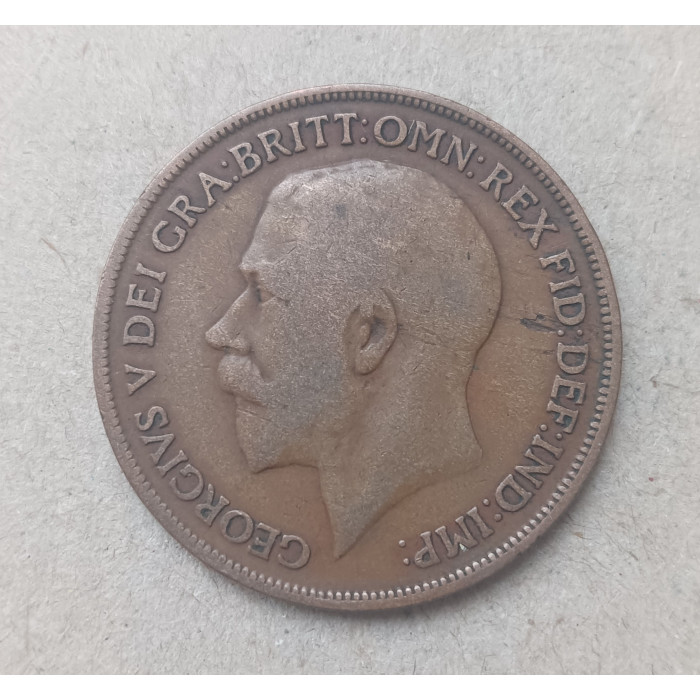 GEORGIVS V DEI GRA:BRITT:OMN:REX FID:DEF:IND:IMP: